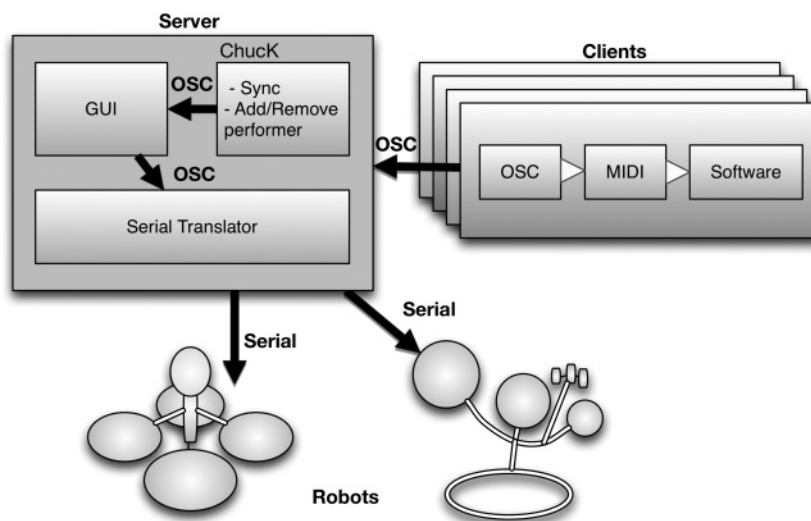 Server
ChucK
OSC
GUI
- Sync
- Add/Remove
performer
OSC
Serial Translator
Clients
OSC
OSC
MIDI
Software
Serial
Serial
Robots